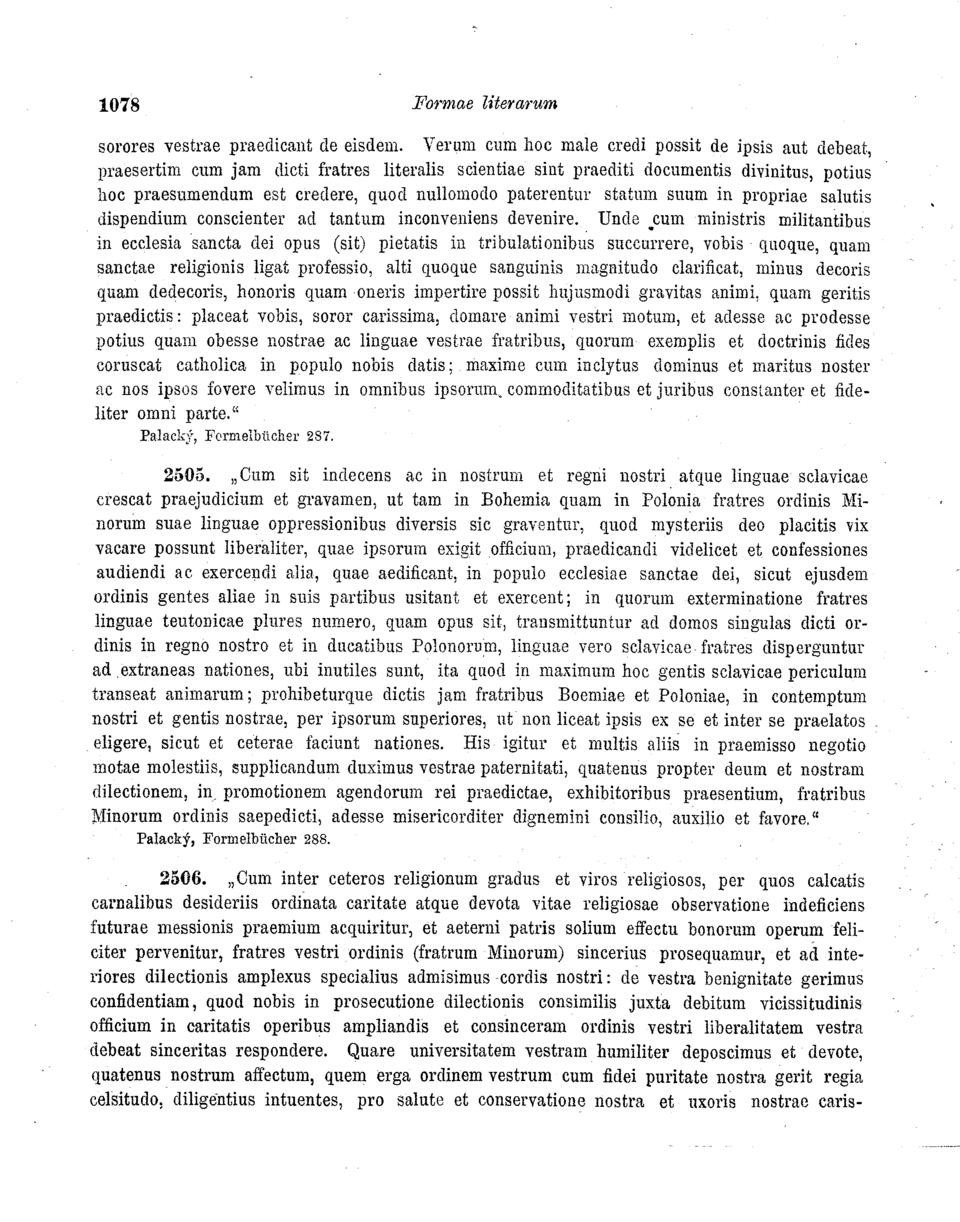 1078 Formae literarum
sorores vestrae praedicant de eisdem. Verum cum hoc male credi possit de ipsis aut debeat,
praesertim cum jam dicti fratres literalis scientiae sint praediti documentis divinitus, potius
hoc praesumendum est credere, quod nullomodo paterentur statum suum in propriae salutis
dispendium conscienter ad tantum inconveniens devenire. Unde cum ministris militantibus
in ecclesia sancta dei opus (sit) pietatis in tribulationibus succurrere, vobis quoque, quam
sanctae religionis ligat professio, alti quoque sanguinis magnitudo clarificat, minus decoris
quam dedecoris, honoris quam oneris impertire possit hujusmodi gravitas animi, quam geritis
praedictis: placeat vobis, soror carissima, domare animi vestri motum, et adesse ac prodesse
potius quam obesse nostrae ac linguae vestrae fratribus, quorum exemplis et doctrinis fides
coruscat catholica in populo nobis datis; maxime cum inclytus dominus et maritus noster
ac nos ipsos fovere velimus in omnibus ipsorum commoditatibus et juribus constanter et fide-
liter omni parte.“
Palacký, Formelbücher 287.
2505. „Cum sit indecens ac in nostrum et regni nostri atque linguae sclavicae
crescat praejudicium et gravamen, ut tam in Bohemia quam in Polonia fratres ordinis Mi-
norum suae linguae oppressionibus diversis sic graventur, quod mysteriis deo placitis vix
vacare possunt liberaliter, quae ipsorum exigit officium, praedicandi videlicet et confessiones
audiendi ac exercendi alia, quae aedificant, in populo ecclesiae sanctae dei, sicut ejusdem
ordinis gentes aliae in suis partibus usitant et exercent; in quorum exterminatione fratres
linguae teutonicae plures numero, quam opus sit, transmittuntur ad domos singulas dicti or-
dinis in regno nostro et in ducatibus Polonorum, linguae vero sclavicae fratres disperguntur
ad extraneas nationes, ubi inutiles sunt, ita quod in maximum hoc gentis sclavicae periculum
transeat animarum; prohibeturque dictis jam fratribus Boemiae et Poloniae, in contemptum
nostri et gentis nostrae, per ipsorum superiores, ut non liceat ipsis ex se et inter se praelatos
eligere, sicut et ceterae faciunt nationes. His igitur et multis aliis in praemisso negotio
motae molestiis, supplicandum duximus vestrae paternitati, quatenus propter deum et nostram
dilectionem, in promotionem agendorum rei praedictae, exhibitoribus praesentium, fratribus
Minorum ordinis saepedicti, adesse misericorditer dignemini consilio, auxilio et favore.“
Palacký, Formelbücher 288.
2506. „Cum inter ceteros religionum gradus et viros religiosos, per quos calcatis
carnalibus desideriis ordinata caritate atque devota vitae religiosae observatione indeficiens
futurae messionis praemium acquiritur, et aeterni patris solium effectu bonorum operum feli-
citer pervenitur, fratres vestri ordinis (fratrum Minorum) sincerius prosequamur, et ad inte-
riores dilectionis amplexus specialius admisimus cordis nostri: de vestra benignitate gerimus
confidentiam, quod nobis in prosecutione dilectionis consimilis juxta debitum vicissitudinis
officium in caritatis operibus ampliandis et consinceram ordinis vestri liberalitatem vestra
debeat sinceritas respondere. Quare universitatem vestram humiliter deposcimus et devote,
quatenus nostrum affectum, quem erga ordinem vestrum cum fidei puritate nostra gerit regia
celsitudo, diligentius intuentes, pro salute et conservatione nostra et uxoris nostrae caris-